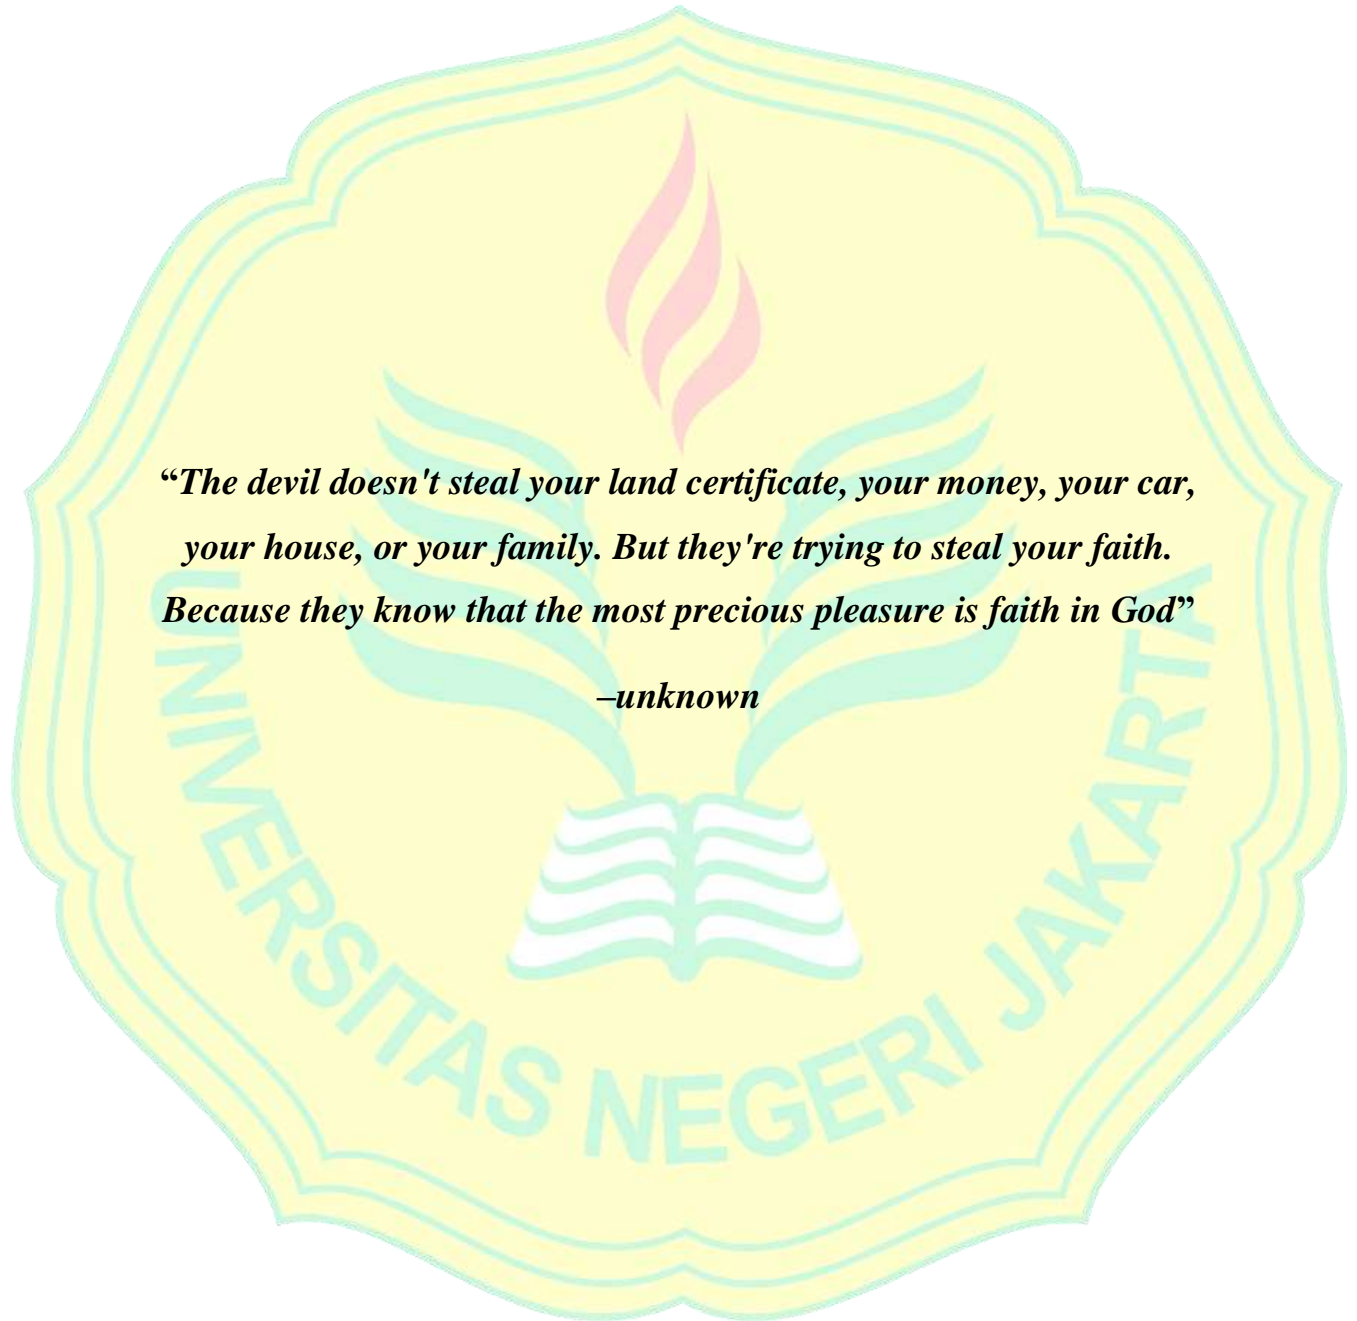 “The devil doesn't steal your land certificate, your money, your car,
your house, or your family. But they're trying to steal your faith.
Because they know that the most precious pleasure is faith in God”
–unknown
UNIVERSITAS NEGERI JAKARTA